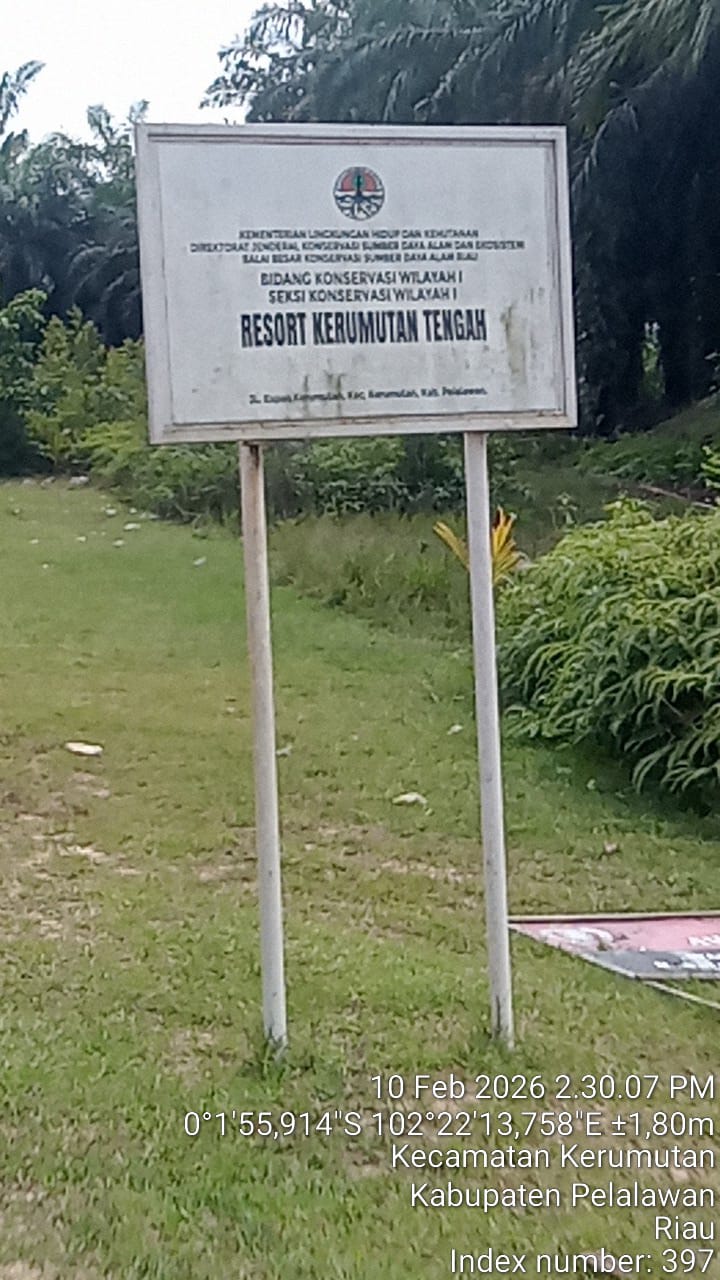 KEMENTERIAN LINGKUNGAN HIDUP DAN KEHUTANAN
DIREKTORAT JENDERAL KONSERVASI SUMBER DAYA ALAM DAN EKOSISTEM
BALAI BESAR KONSERVASI SUMBER DAYA ALAM RIAU
BIDANG KONSERVASI WILAYAH I
SEKSI KONSERVASI WILAYAH I
RESORT KERUMUTAN TENGAH
JL. Kerumutan, Kec. Kerumutan, Kab. Pelalawan.
10 Feb 2026 2.30.07 PM
0°1'55,914"S 102°22'13,758"E ±1,80m
Kecamatan Kerumutan
Kabupaten Pelalawan
Riau
Index number: 397